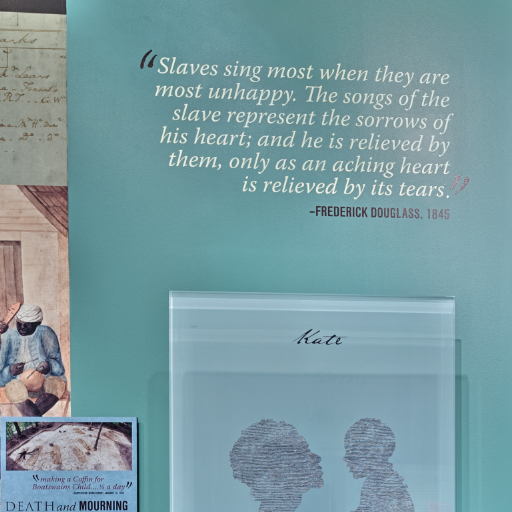 “Slaves sing most when they are
most unhappy. The songs of the
slave represent the sorrows of
his heart; and he is relieved by
them, only as an aching heart
is relieved by its tears.”
–FREDERICK DOUGLASS, 1845
Kate
“making a Coffin for
Boatswains Child....¾ a day”
DEATH and MOURNING